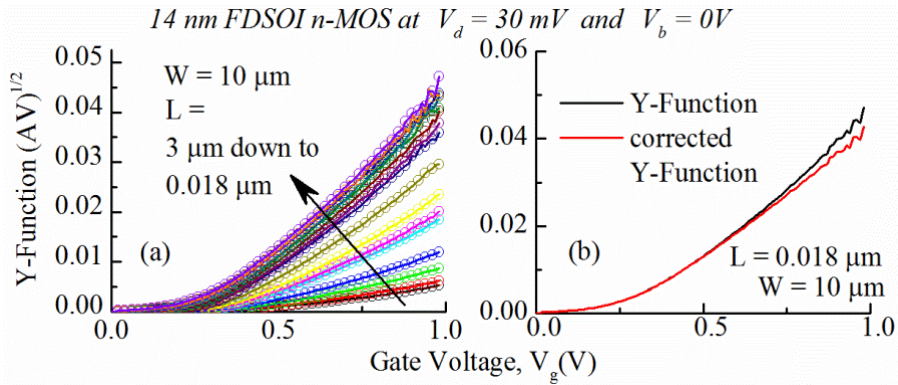 14 nm FDSOI n-MOS at V_d = 30 mV and V_b = 0V
Y-Function (AV)^1/2
0.05
0.04
0.03
0.02
0.01
0.00
W = 10 µm
L =
3 µm down to
0.018 µm
(a)
0.0
0.5
1.0
0.06
0.04
0.02
0.00
Y-Function
corrected
Y-Function
(b)
L = 0.018 µm
W = 10 µm
0.0
0.5
1.0
Gate Voltage, V_g(V)